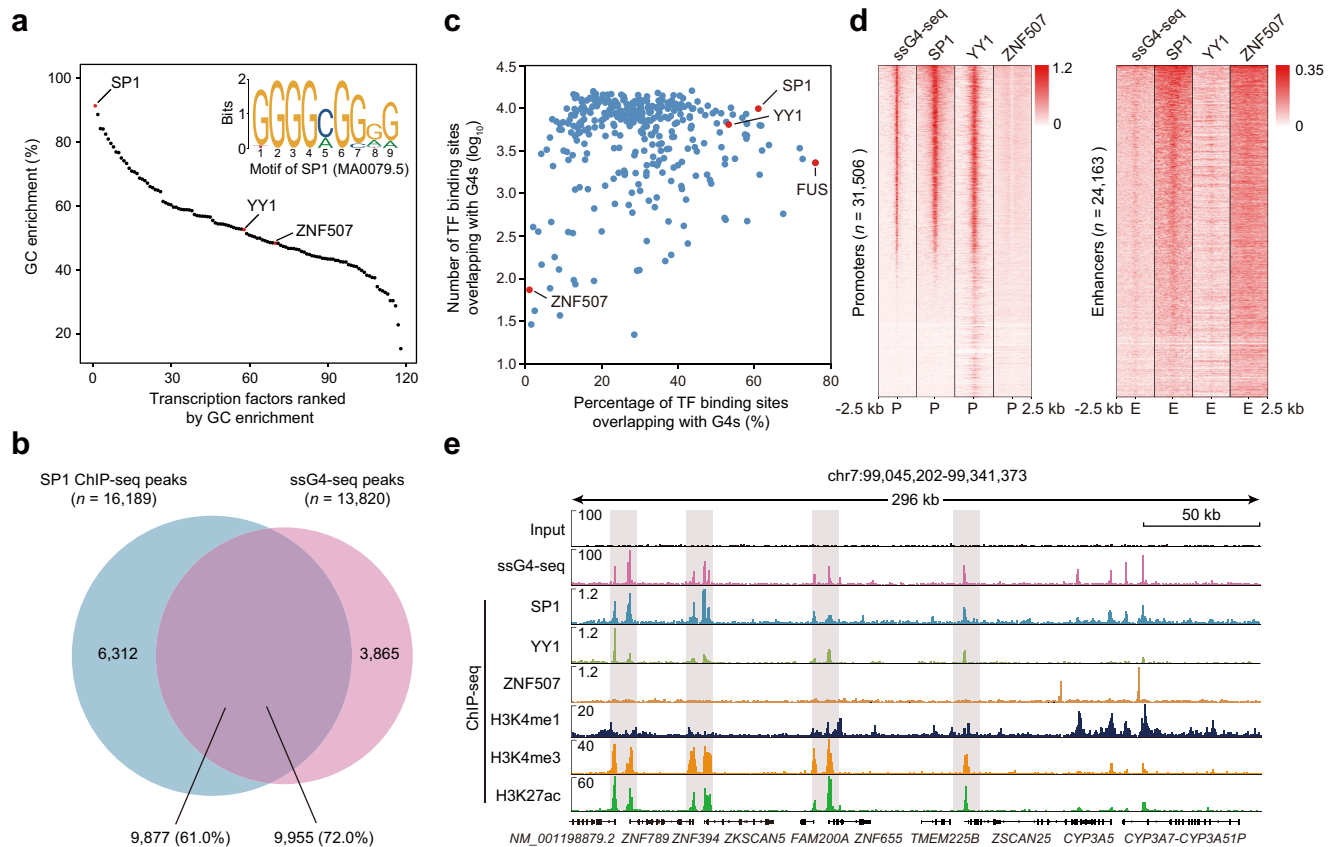 a
100
80
60
40
20
GC enrichment (%)
0
30
60
90
120
Transcription factors ranked
by GC enrichment
SP1
YY1
ZNF507
2
1
0
Bits
GGGGCGGGG
A
A
A
1 2 3 4 5 6 7 8 9
Motif of SP1 (MA0079.5)
b
SP1 ChIP-seq peaks
(n = 16,189)
ssG4-seq peaks
(n = 13,820)
6,312
3,865
9,877 (61.0%)
9,955 (72.0%)
c
4.5
4.0
3.5
3.0
2.5
2.0
1.5
1.0
Number of TF binding sites
overlapping with G4s (log10)
0
20
40
60
80
Percentage of TF binding sites
overlapping with G4s (%)
SP1
YY1
FUS
ZNF507
d
ssG4-seq
SP1
YY1
ZNF507
1.2
0
Promoters (n = 31,506 )
-2.5 kb P P P P 2.5 kb
ssG4-seq
SP1
YY1
ZNF507
0.35
0
Enhancers (n = 24,163)
-2.5 kb E E E E 2.5 kb
e
chr7:99,045,202-99,341,373
296 kb
50 kb
Input
100
ssG4-seq
100
ChIP-seq
SP1
1.2
YY1
1.2
ZNF507
1.2
H3K4me1
20
H3K4me3
40
H3K27ac
60
NM_001198879.2 ZNF789 ZNF394 ZKSCAN5 FAM200A ZNF655 TMEM225B ZSCAN25 CYP3A5 CYP3A7-CYP3A51P